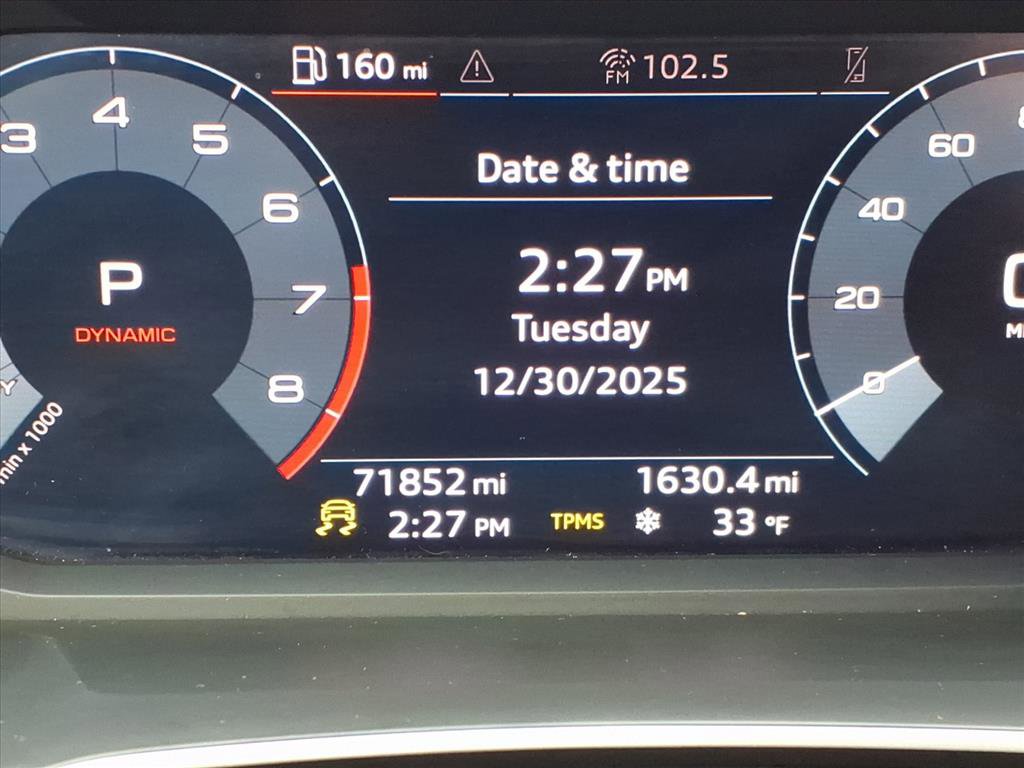 160 mi
FM 102.5
3
4
5
6
7
8
P
DYNAMIC
min x 1000
Date & time
2:27 PM
Tuesday
12/30/2025
60
40
20
0
71852 mi
1630.4 mi
2:27 PM
TPMS
33 °F